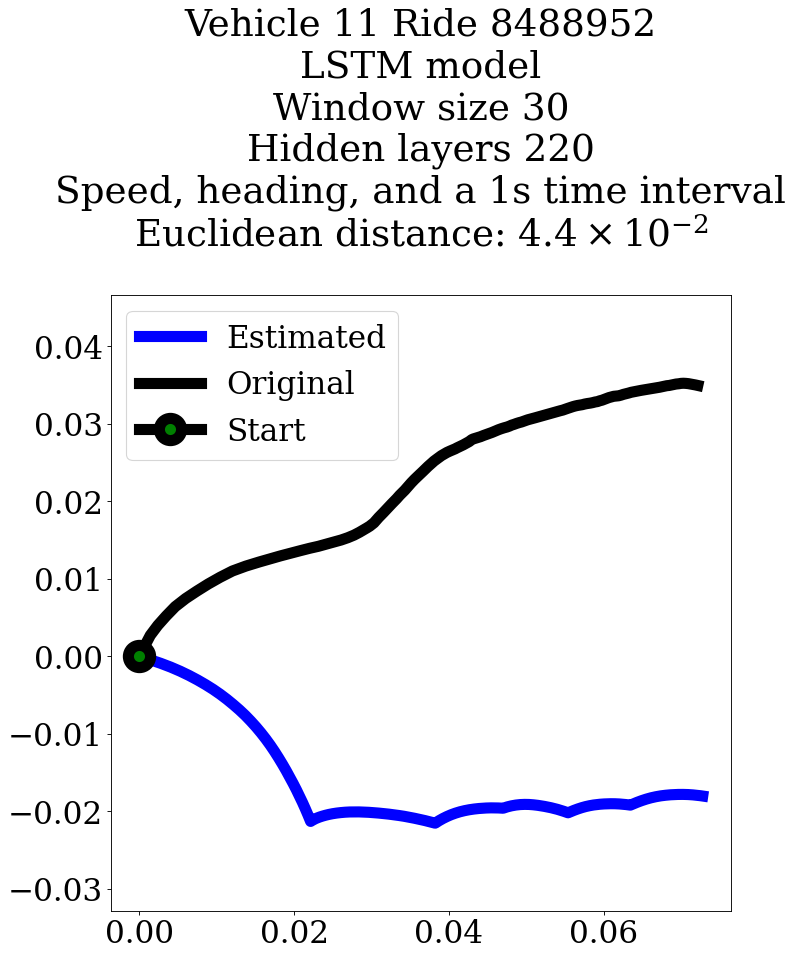 Vehicle 11 Ride 8488952
LSTM model
Window size 30
Hidden layers 220
Speed, heading, and a 1s time interval
Euclidean distance: 4.4 × 10⁻²
Estimated
Original
Start
0.04
0.03
0.02
0.01
0.00
−0.01
−0.02
−0.03
0.00 0.02 0.04 0.06